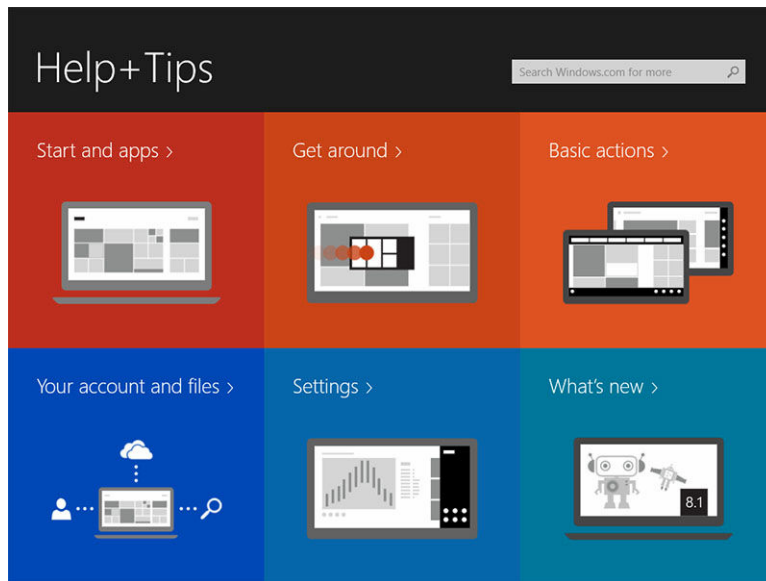 Help+Tips
Search Windows.com for more
Start and apps >
Get around >
Basic actions >
Your account and files >
Settings >
What's new >
8.1